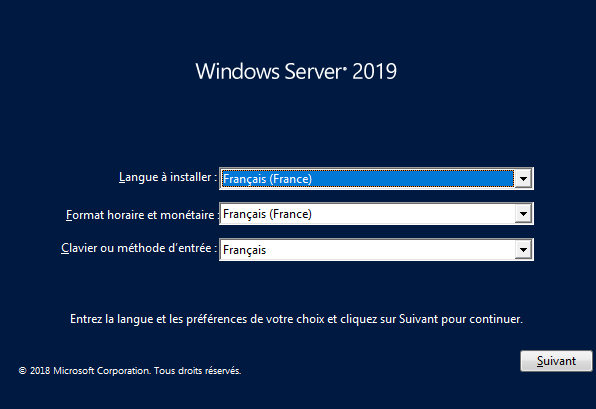 Windows Server® 2019
Langue à installer : Français (France)
Format horaire et monétaire : Français (France)
Clavier ou méthode d'entrée : Français
Entrez la langue et les préférences de votre choix et cliquez sur Suivant pour continuer.
Suivant
© 2018 Microsoft Corporation. Tous droits réservés.